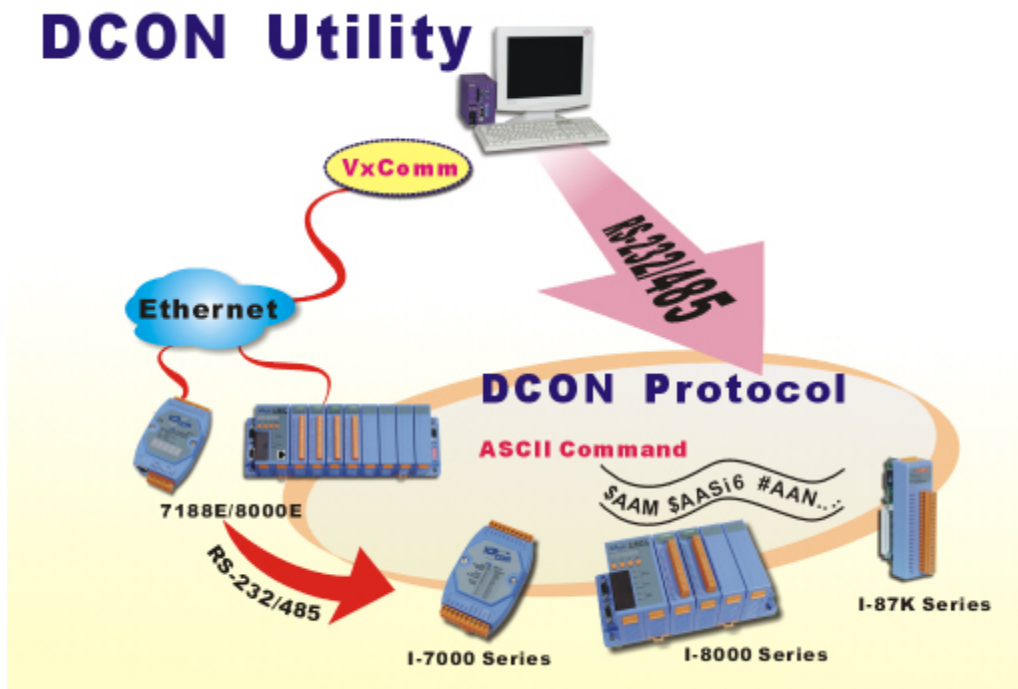 DCON Utility
VxComm
RS-232/485
Ethernet
DCON Protocol
ASCII Command
$AAM $AASi6 #AAN...
7188E/8000E
RS-232/485
I-7000 Series
I-8000 Series
I-87K Series